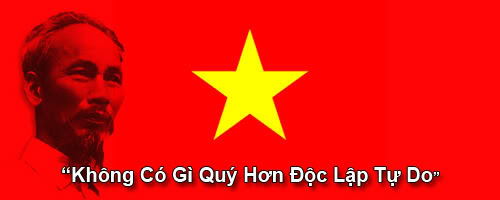 “Không Có Gì Quý Hơn Độc Lập Tự Do”